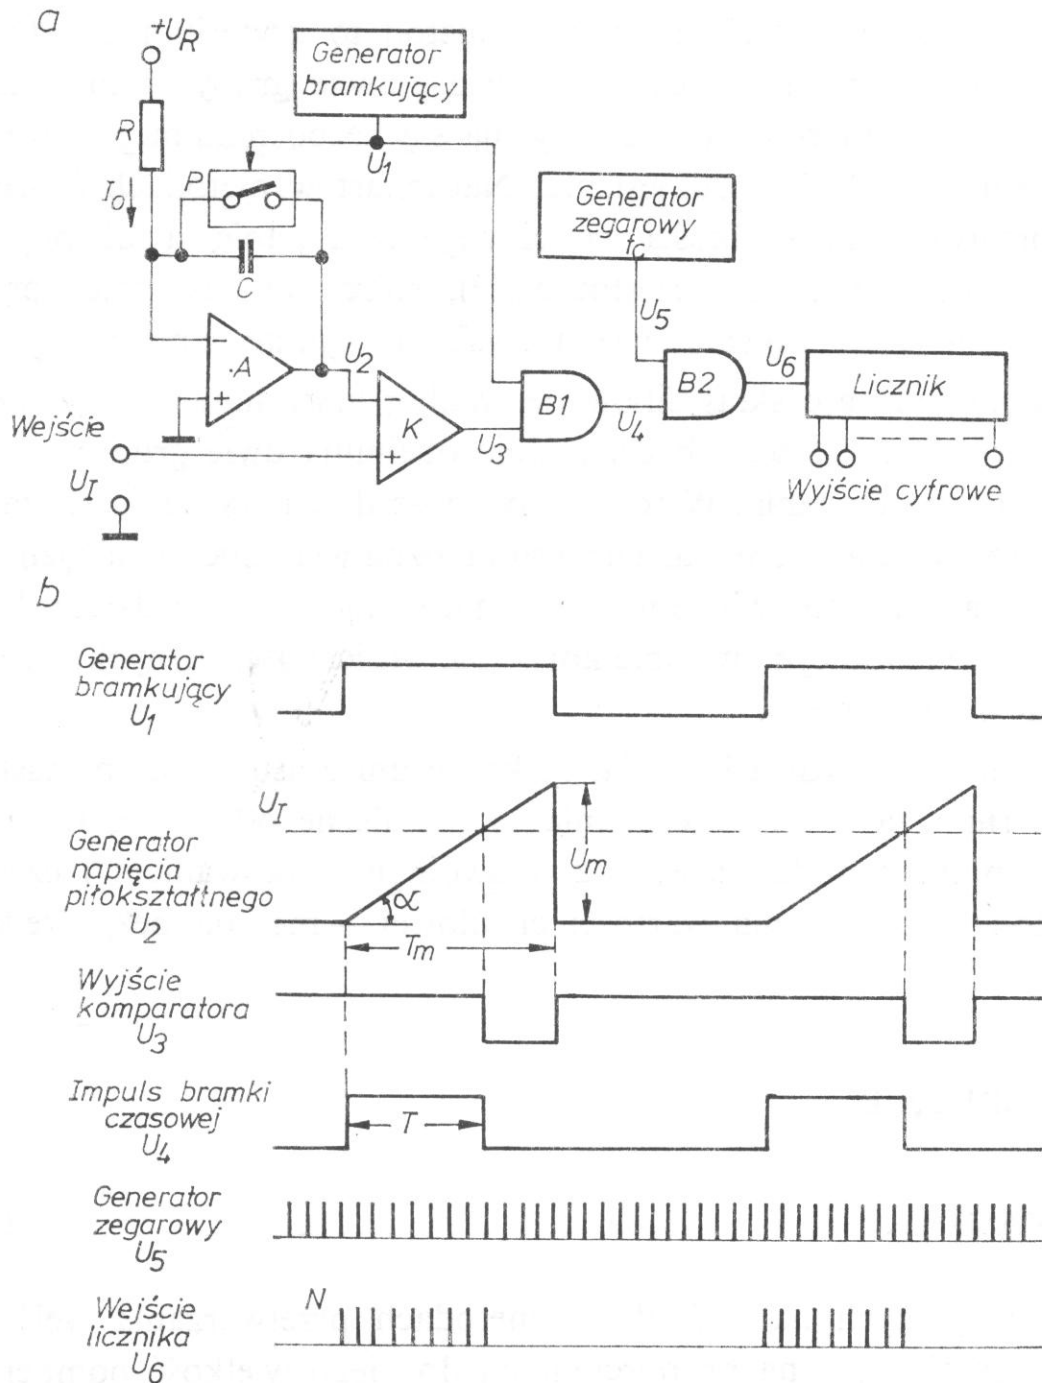 a
+U_R
Generator
bramkujący
R
I_o
P
U_1
C
Generator
zegarowy
f_c
U_5
-
A
+
U_2
-
K
+
U_3
B1
U_4
B2
U_6
Licznik
Wejście
U_I
Wyjście cyfrowe
b
Generator
bramkujący
U_1
U_I
Generator
napięcia
piłokształtnego
U_2
α
U_m
T_m
Wyjście
komparatora
U_3
Impuls bramki
czasowej
U_4
T
Generator
zegarowy
U_5
Wejście
licznika
U_6
N